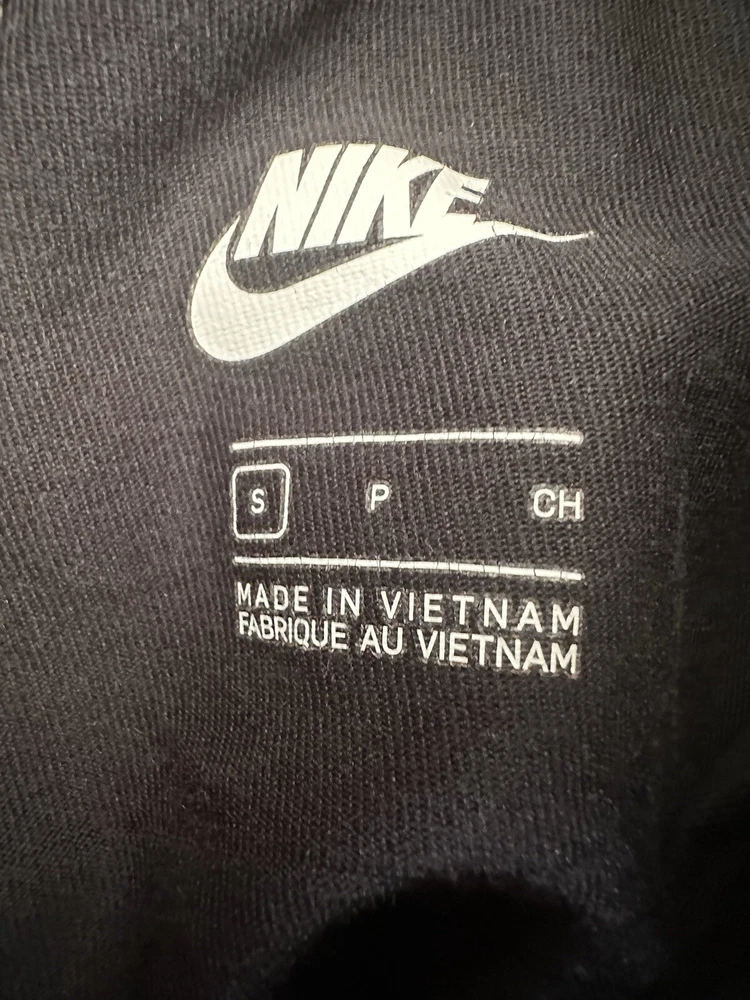 NIKE
S P CH
MADE IN VIETNAM
FABRIQUE AU VIETNAM